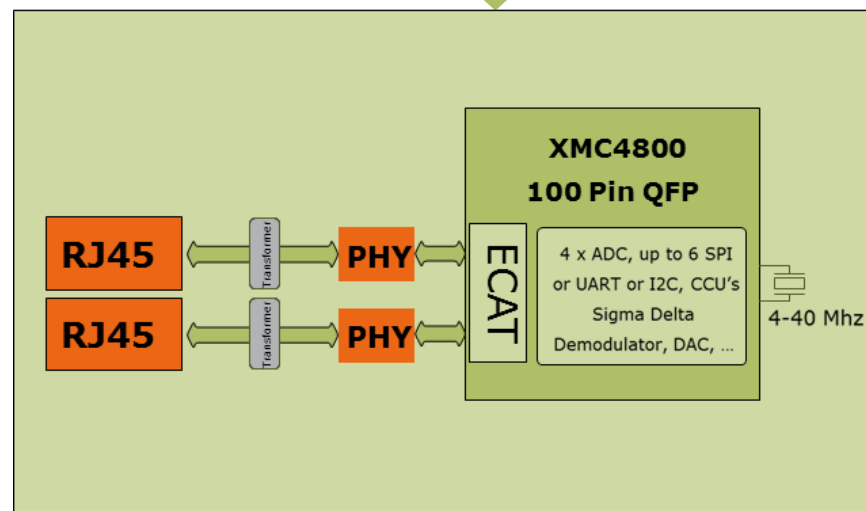 XMC4800
100 Pin QFP
RJ45
Transformer
PHY
ECAT
4 x ADC, up to 6 SPI
or UART or I2C, CCU's
Sigma Delta
Demodulator, DAC, ...
4-40 Mhz
RJ45
Transformer
PHY